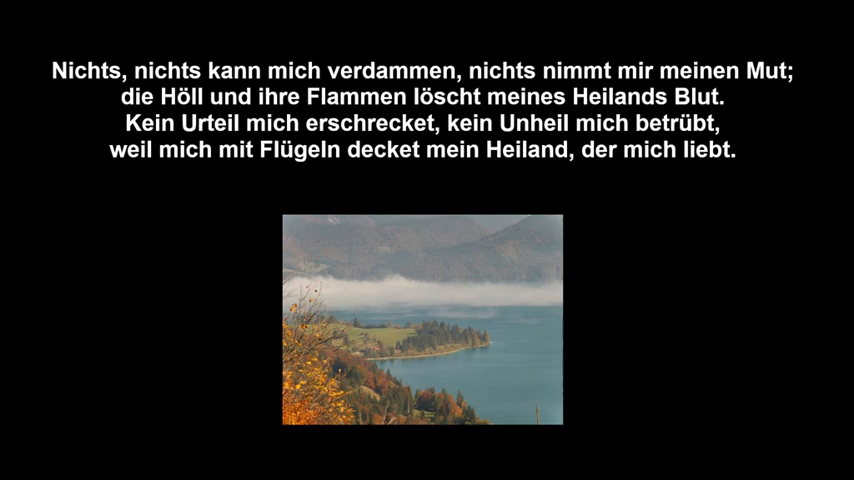 Nichts, nichts kann mich verdammen, nichts nimmt mir meinen Mut;
die Höll und ihre Flammen löscht meines Heilands Blut.
Kein Urteil mich erschrecket, kein Unheil mich betrübt,
weil mich mit Flügeln decket mein Heiland, der mich liebt.